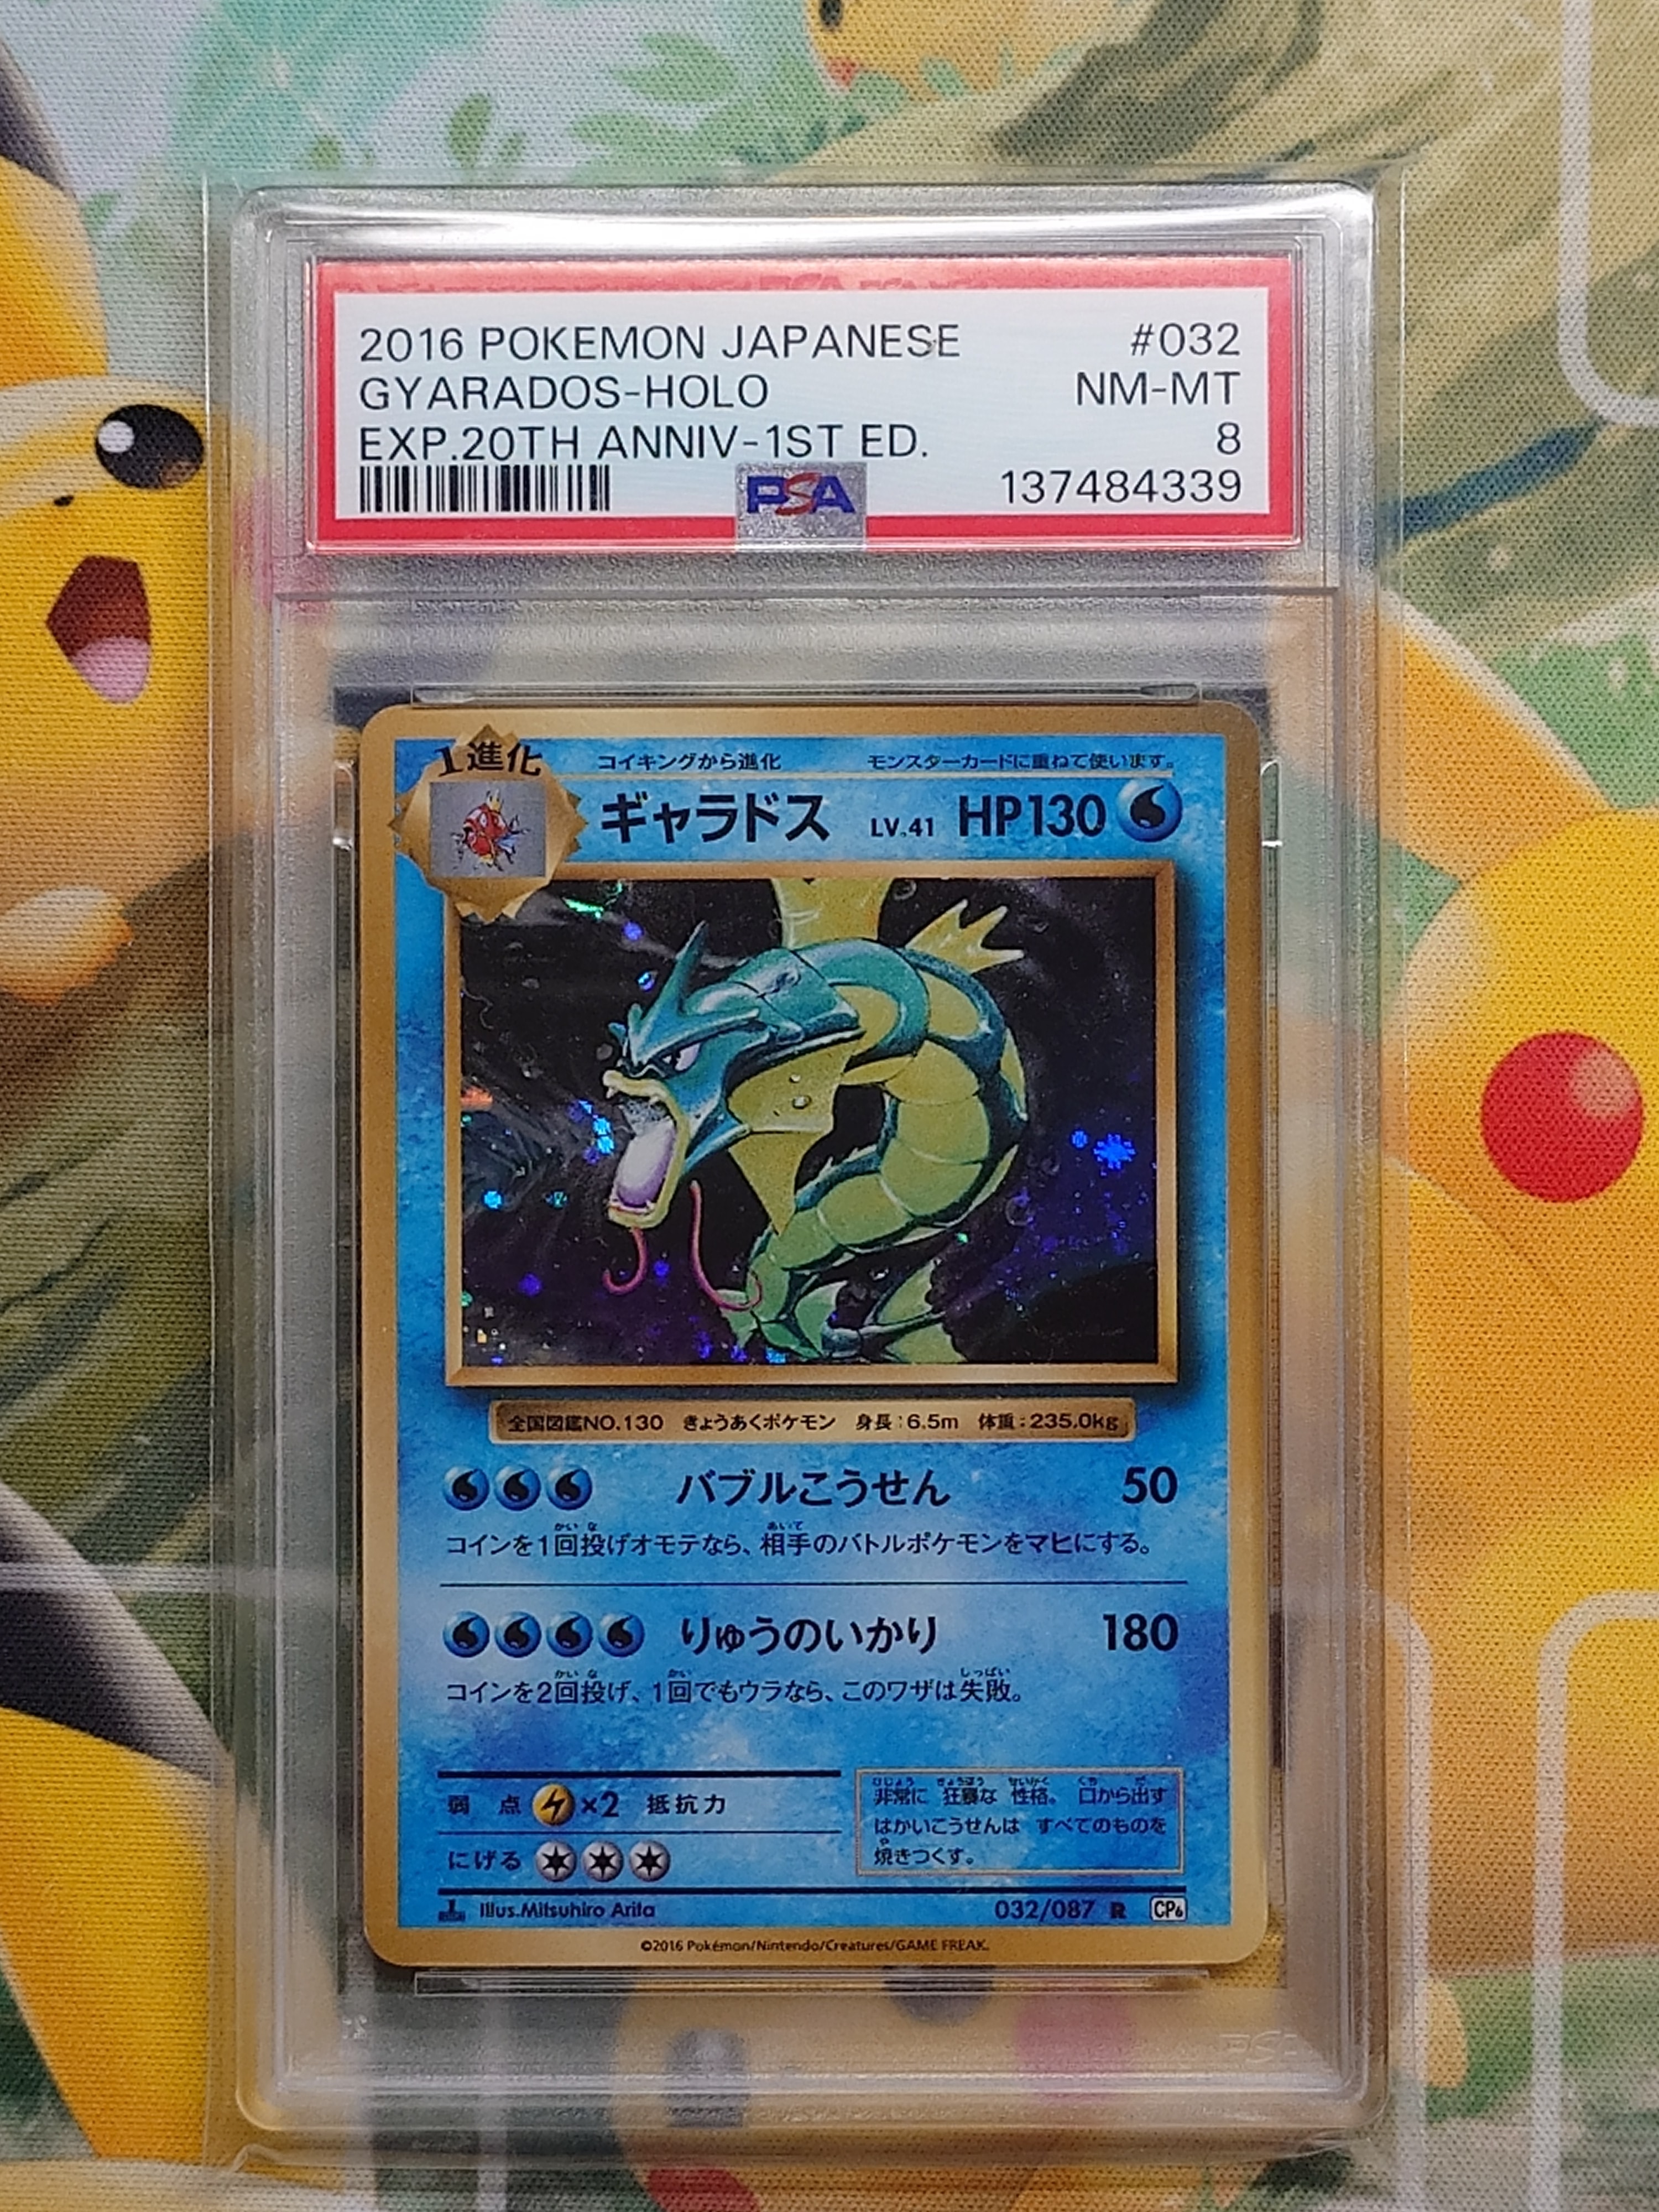 2016 POKEMON JAPANESE #032
GYARADOS-HOLO NM-MT
EXP.20TH ANNIV-1ST ED. 8
PSA 137484339
1進化 コイキングから進化 モンスターカードに重ねて使います。
ギャラドス LV.41 HP130
全国図鑑NO.130 きょうあくポケモン 身長:6.5m 体重:235.0kg
バブルこうせん 50
コインを1回投げオモテなら、相手のバトルポケモンをマヒにする。
りゅうのいかり 180
コインを2回投げ、1回でもウラなら、このワザは失敗。
弱点 ×2 抵抗力
にげる
非常に 狂暴な 性格。 口から出す
はかいこうせんは すべてのものを
焼きつくす。
Illus.Mitsuhiro Arita 032/087 R CP6
©2016 Pokémon/Nintendo/Creatures/GAME FREAK.
PSA